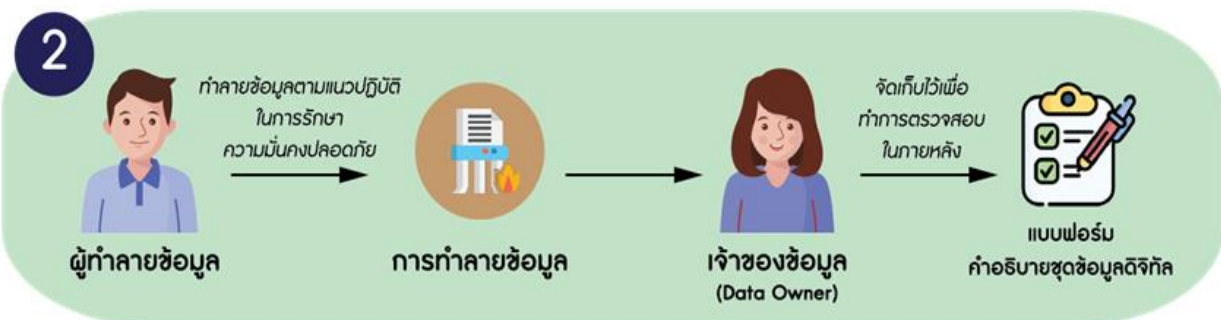 2
ทำลายข้อมูลตามแนวปฏิบัติ
ในการรักษา
ความมั่นคงปลอดภัย
จัดเก็บไว้เพื่อ
ทำการตรวจสอบ
ในภายหลัง
ผู้ทำลายข้อมูล
การทำลายข้อมูล
เจ้าของข้อมูล
(Data Owner)
แบบฟอร์ม
คำอธิบายชุดข้อมูลดิจิทัล